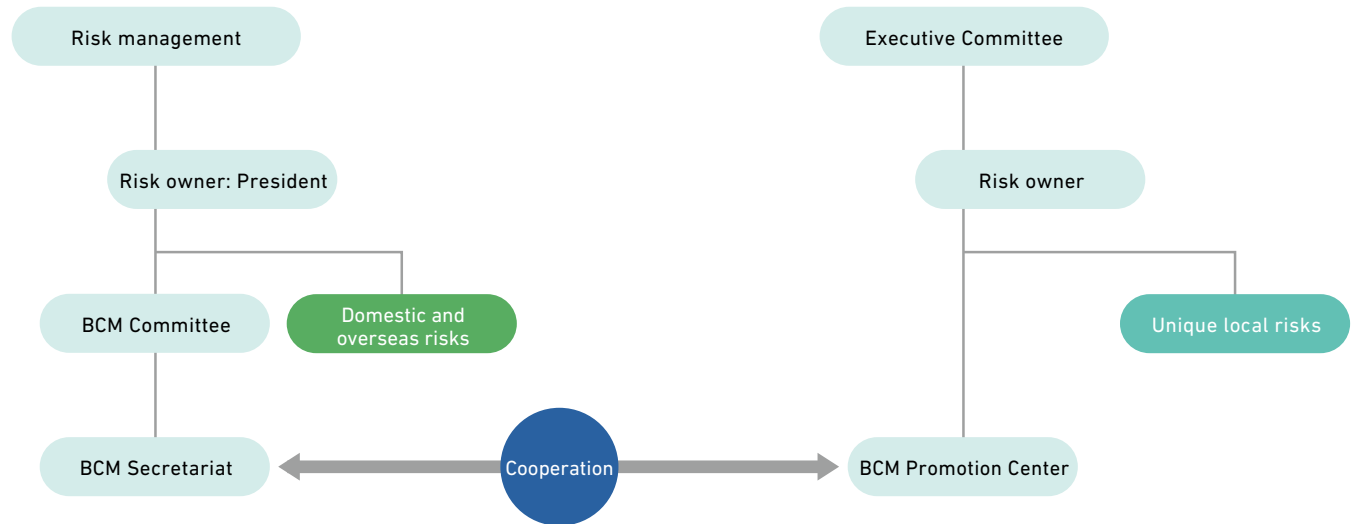 Risk management
Executive Committee
Risk owner: President
Risk owner
BCM Committee
Domestic and
overseas risks
Unique local risks
BCM Secretariat
Cooperation
BCM Promotion Center